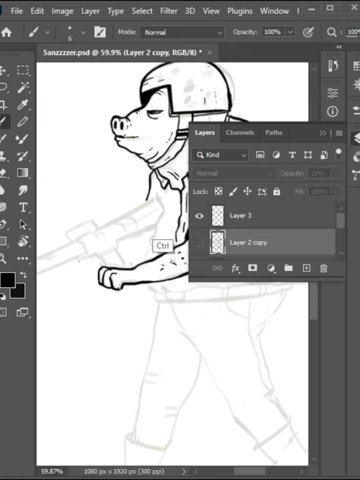 File Edit Image Layer Type Select Filter 3D View Plugins Window H
6 Mode: Normal Opacity: 100%
Sanzzzzer.psd @ 59.9% (Layer 2 copy, RGB/8) *
Layers Channels Paths
Kind
Normal Opacity:
Lock: Fill: 100%
Layer 3
Ctrl
Layer 2 copy
fx
59.87% 1080 px x 1920 px (300 ppi)